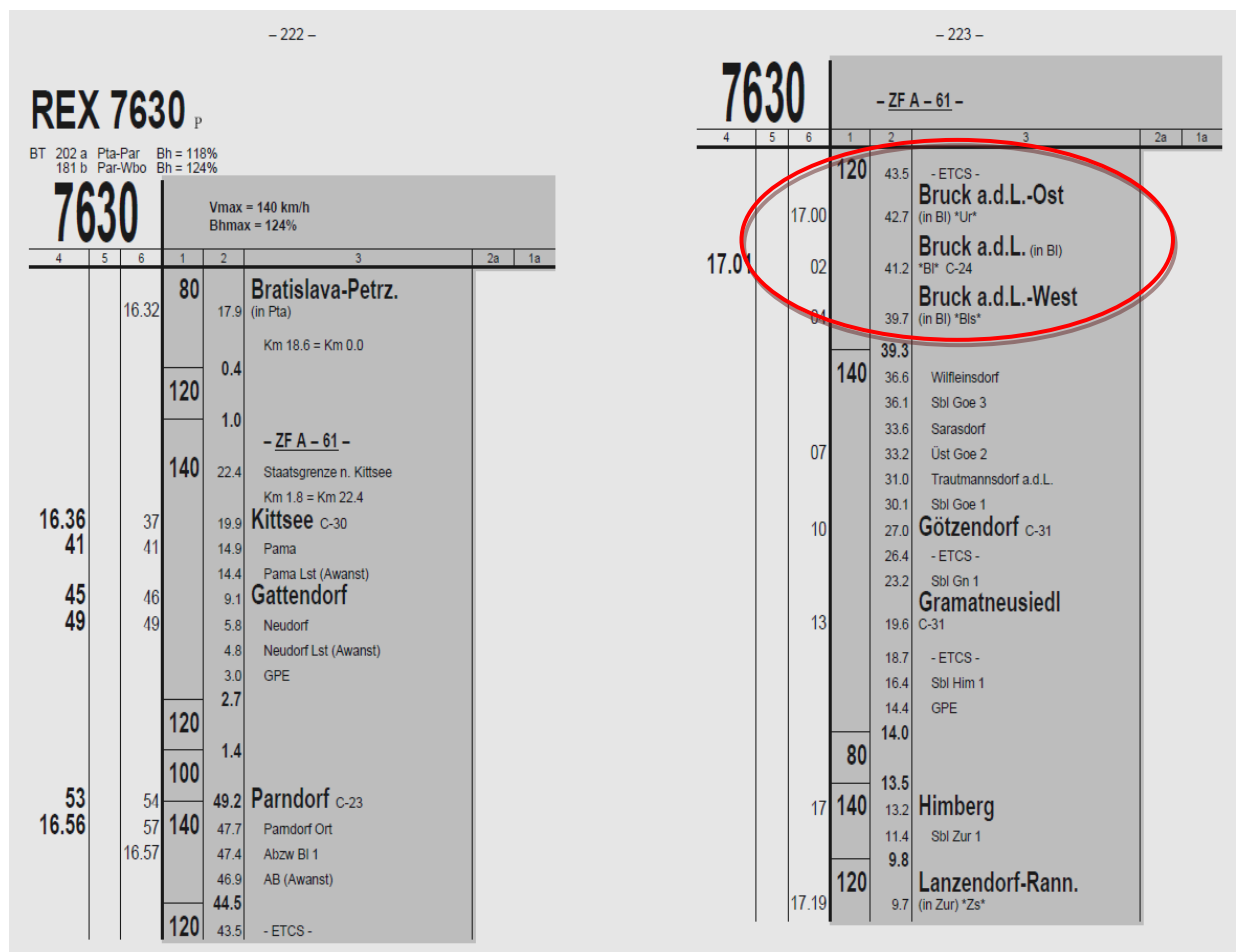 – 222 –
REX 7630 P
BT 202 a Pta-Par Bh = 118%
181 b Par-Wbo Bh = 124%
7630
Vmax = 140 km/h
Bhmax = 124%
4 5 6 1 2 3 2a 1a
80 Bratislava-Petrz.
16.32 17.9 (in Pta)
Km 18.6 = Km 0.0
0.4
120
1.0
– ZF A – 61 –
140 22.4 Staatsgrenze n. Kittsee
Km 1.8 = Km 22.4
16.36 37 19.9 Kittsee C-30
41 41 14.9 Pama
14.4 Pama Lst (Awanst)
45 46 9.1 Gattendorf
49 49 5.8 Neudorf
4.8 Neudorf Lst (Awanst)
3.0 GPE
2.7
120
1.4
100
53 54 49.2 Parndorf C-23
16.56 57 140 47.7 Parndorf Ort
16.57 47.4 Abzw Bl 1
46.9 AB (Awanst)
44.5
120 43.5 - ETCS -
– 223 –
7630
– ZF A – 61 –
4 5 6 1 2 3 2a 1a
120 43.5 - ETCS -
Bruck a.d.L.-Ost
17.00 42.7 (in Bl) *Ur*
Bruck a.d.L. (in Bl)
17.01 02 41.2 *Bl* C-24
Bruck a.d.L.-West
04 39.7 (in Bl) *Bls*
39.3
140 36.6 Wilfleinsdorf
36.1 Sbl Goe 3
33.6 Sarasdorf
07 33.2 Üst Goe 2
31.0 Trautmannsdorf a.d.L.
30.1 Sbl Goe 1
10 27.0 Götzendorf C-31
26.4 - ETCS -
23.2 Sbl Gn 1
Gramatneusiedl
13 19.6 C-31
18.7 - ETCS -
16.4 Sbl Him 1
14.4 GPE
14.0
80
13.5
17 140 13.2 Himberg
11.4 Sbl Zur 1
9.8
120 Lanzendorf-Rann.
17.19 9.7 (in Zur) *Zs*